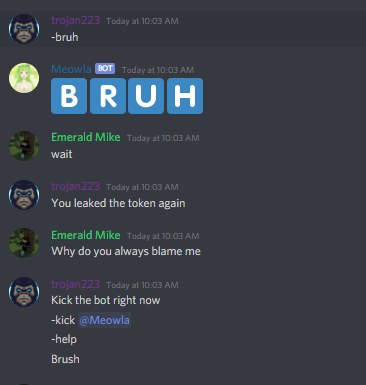 trojan223 Today at 10:03 AM
-bruh
Meowla BOT Today at 10:03 AM
B R U H
Emerald Mike Today at 10:03 AM
wait
trojan223 Today at 10:03 AM
You leaked the token again
Emerald Mike Today at 10:03 AM
Why do you always blame me
trojan223 Today at 10:03 AM
Kick the bot right now
-kick @Meowla
-help
Brush